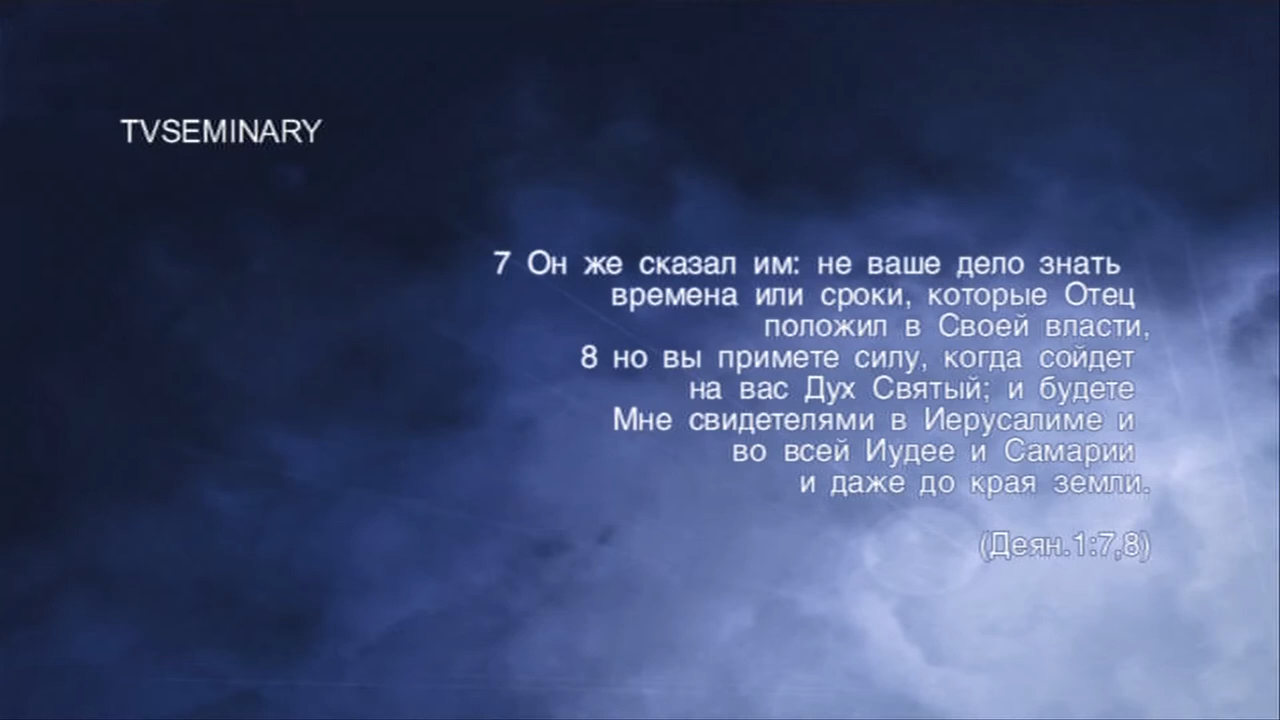 TVSEMINARY
7 Он же сказал им: не ваше дело знать
времена или сроки, которые Отец
положил в Своей власти,
8 но вы примете силу, когда сойдет
на вас Дух Святый; и будете
Мне свидетелями в Иерусалиме и
во всей Иудее и Самарии
и даже до края земли.
(Деян.1:7,8)